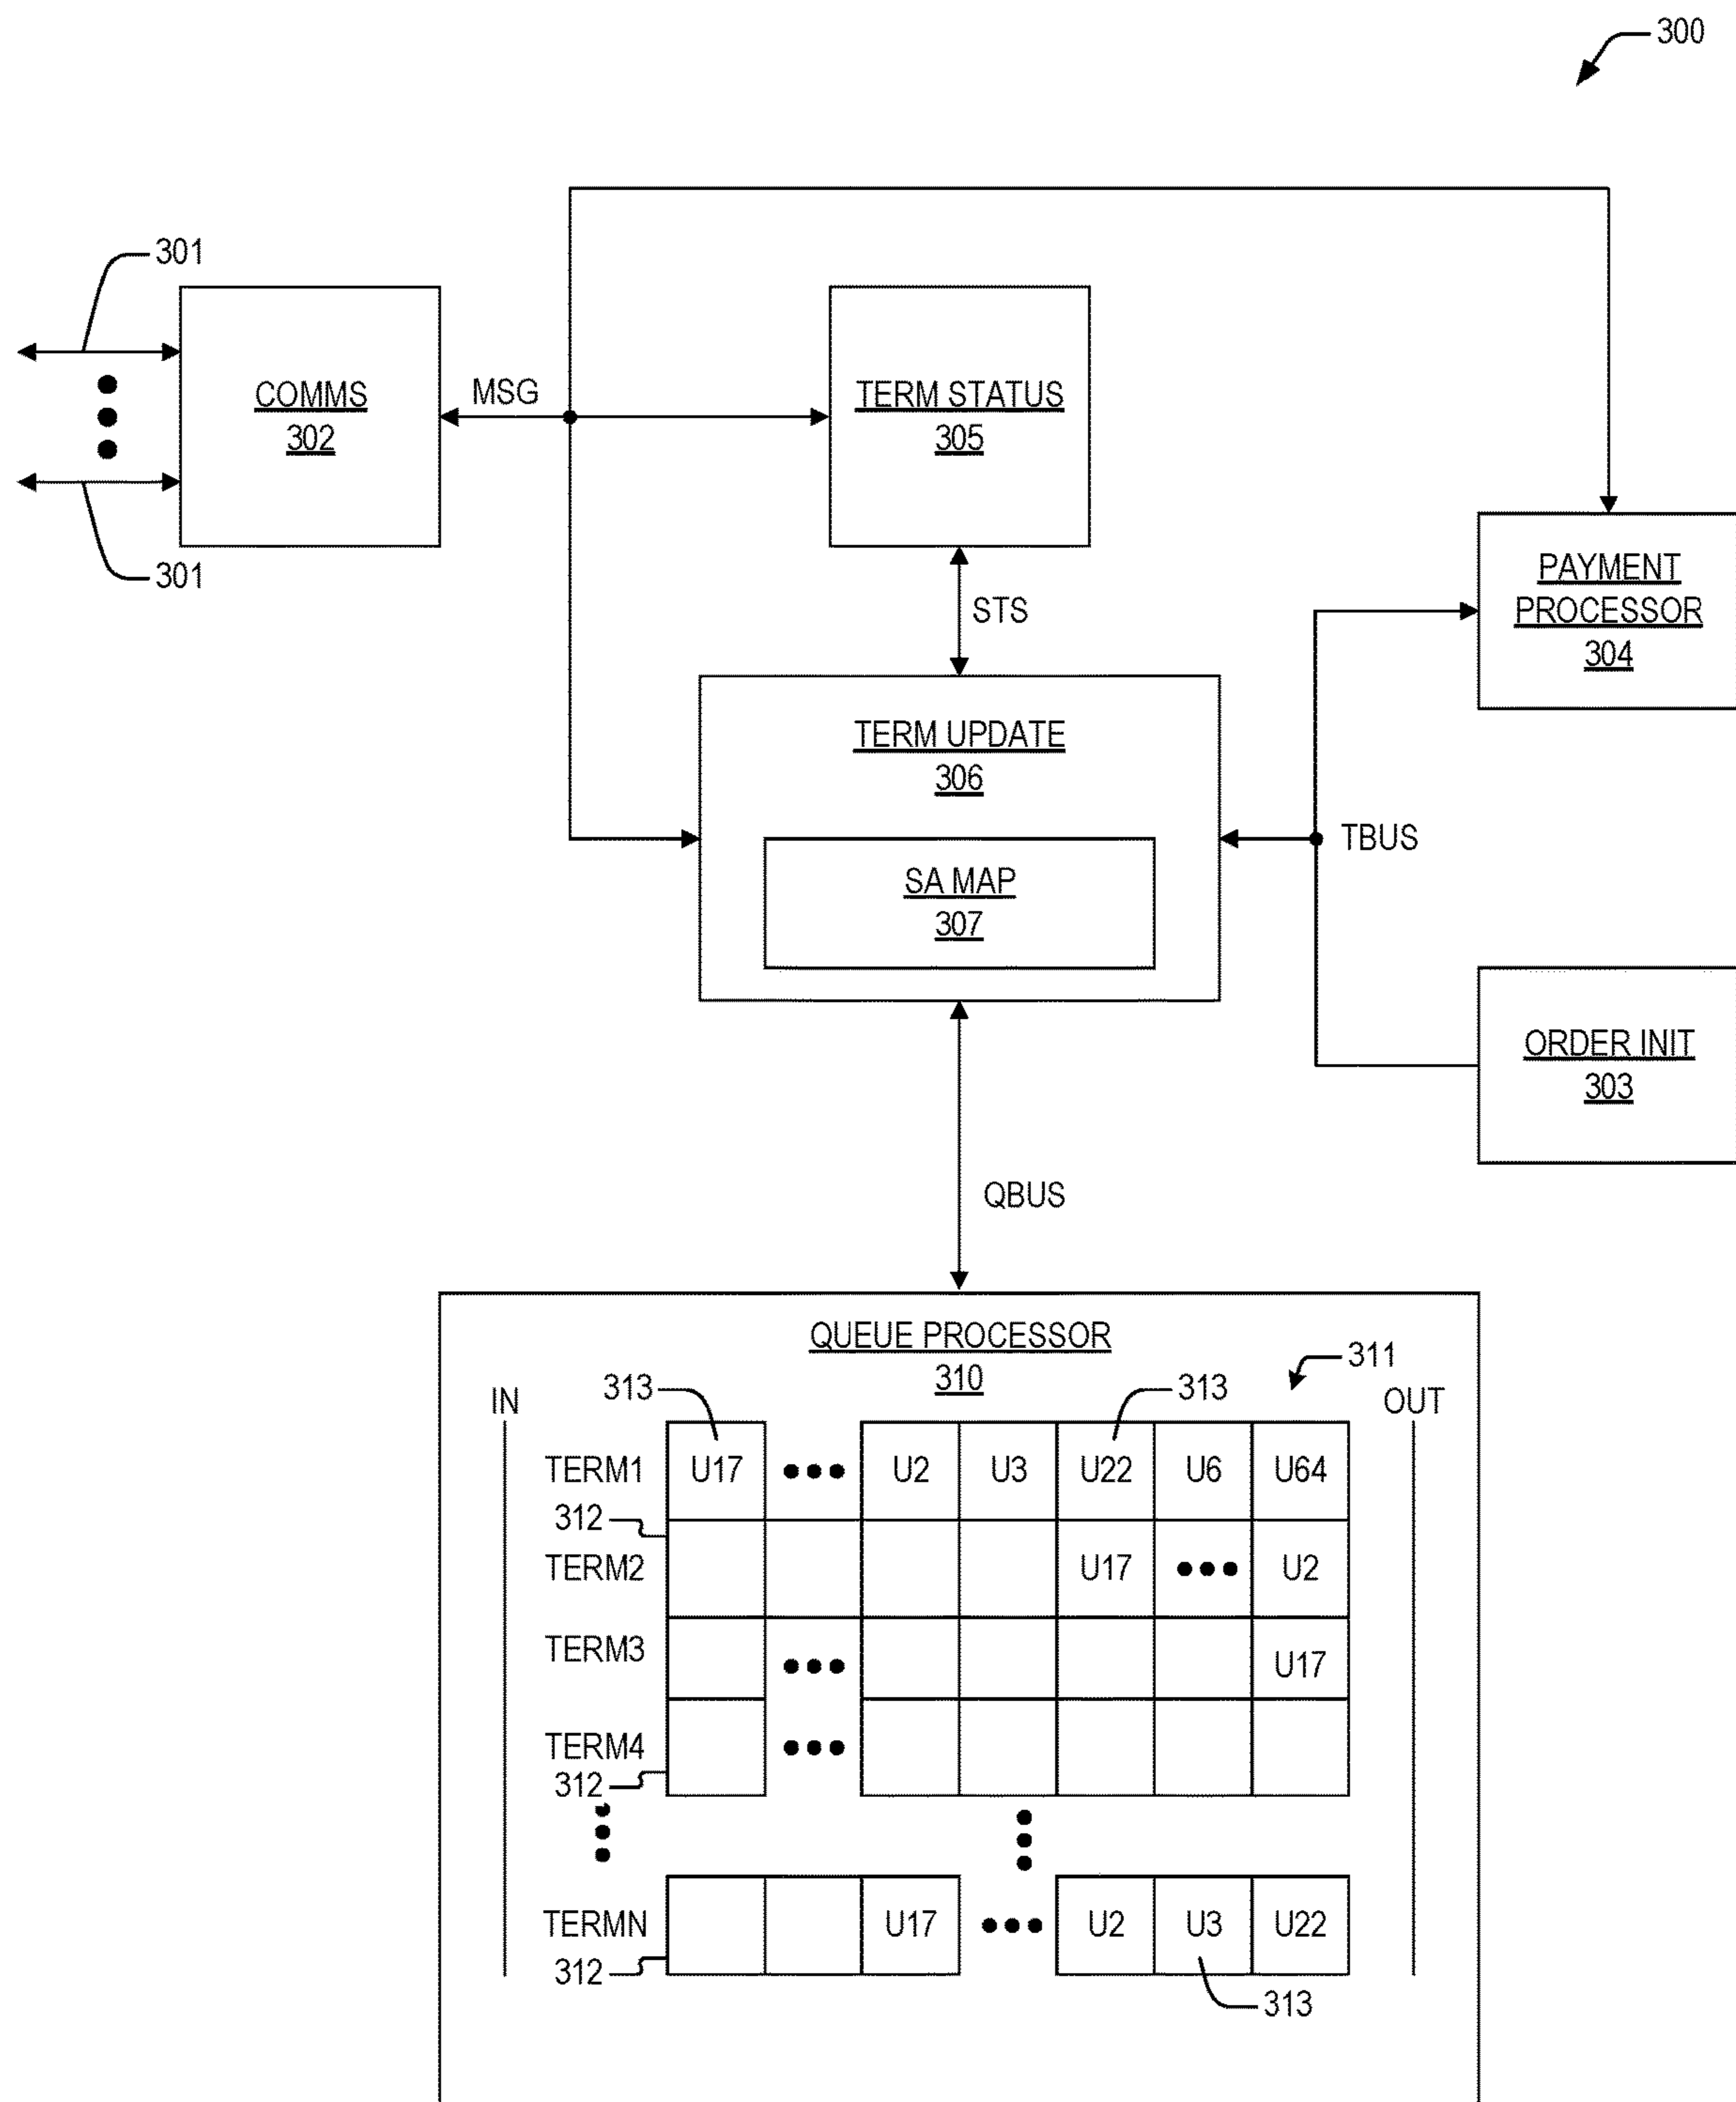 300
301
COMMS
302
MSG
TERM STATUS
305
301
STS
PAYMENT
PROCESSOR
304
TERM UPDATE
306
SA MAP
307
TBUS
ORDER INIT
303
QBUS
QUEUE PROCESSOR
310
311
313
313
IN
OUT
TERM1 U17 U2 U3 U22 U6 U64
312
TERM2 U17 U2
TERM3 U17
TERM4
312
TERMN U17 U2 U3 U22
312
313